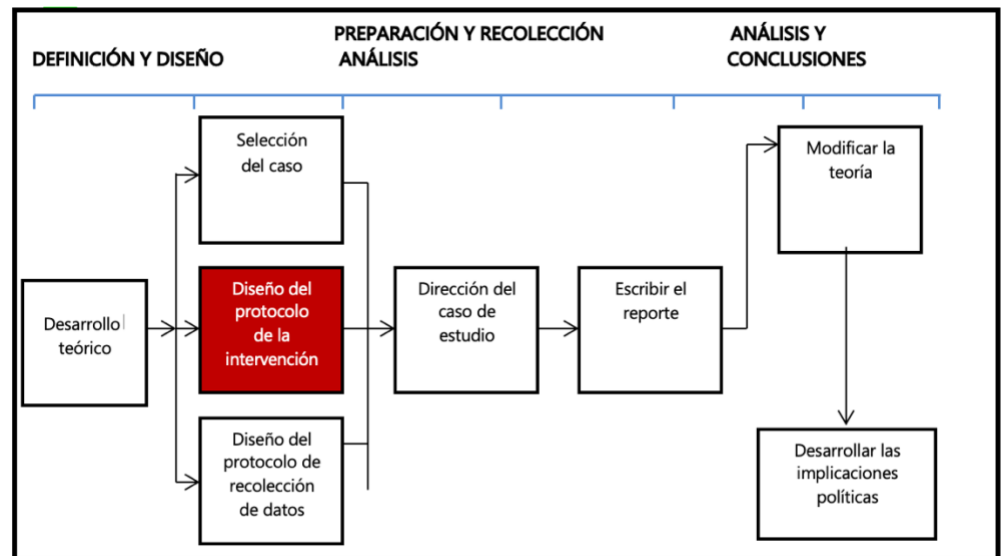 DEFINICIÓN Y DISEÑO
PREPARACIÓN Y RECOLECCIÓN
ANÁLISIS
ANÁLISIS Y
CONCLUSIONES
Desarrollo
teórico
Selección
del caso
Diseño del
protocolo
de la
intervención
Diseño del
protocolo de
recolección
de datos
Dirección del
caso de
estudio
Escribir el
reporte
Modificar la
teoría
Desarrollar las
implicaciones
políticas